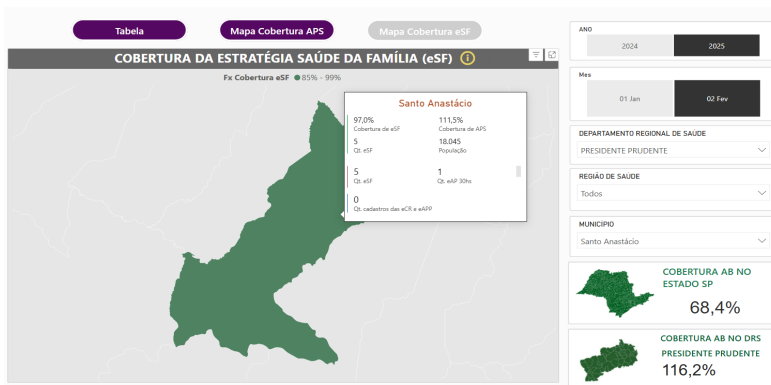 Tabela
Mapa Cobertura APS
Mapa Cobertura eSF
COBERTURA DA ESTRATÉGIA SAÚDE DA FAMÍLIA (eSF)
Fx Cobertura eSF 85% - 99%
Santo Anastácio
97,0% 111,5%
Cobertura de eSF Cobertura de APS
5 18.045
Qt. eSF População
5 1
Qt. eSF Qt. eAP 30hs
0
Qt. cadastros das eCR e eAPP
ANO
2024 2025
Mes
01 Jan 02 Fev
DEPARTAMENTO REGIONAL DE SAÚDE
PRESIDENTE PRUDENTE
REGIÃO DE SAÚDE
Todos
MUNICÍPIO
Santo Anastácio
COBERTURA AB NO
ESTADO SP
68,4%
COBERTURA AB NO DRS
PRESIDENTE PRUDENTE
116,2%